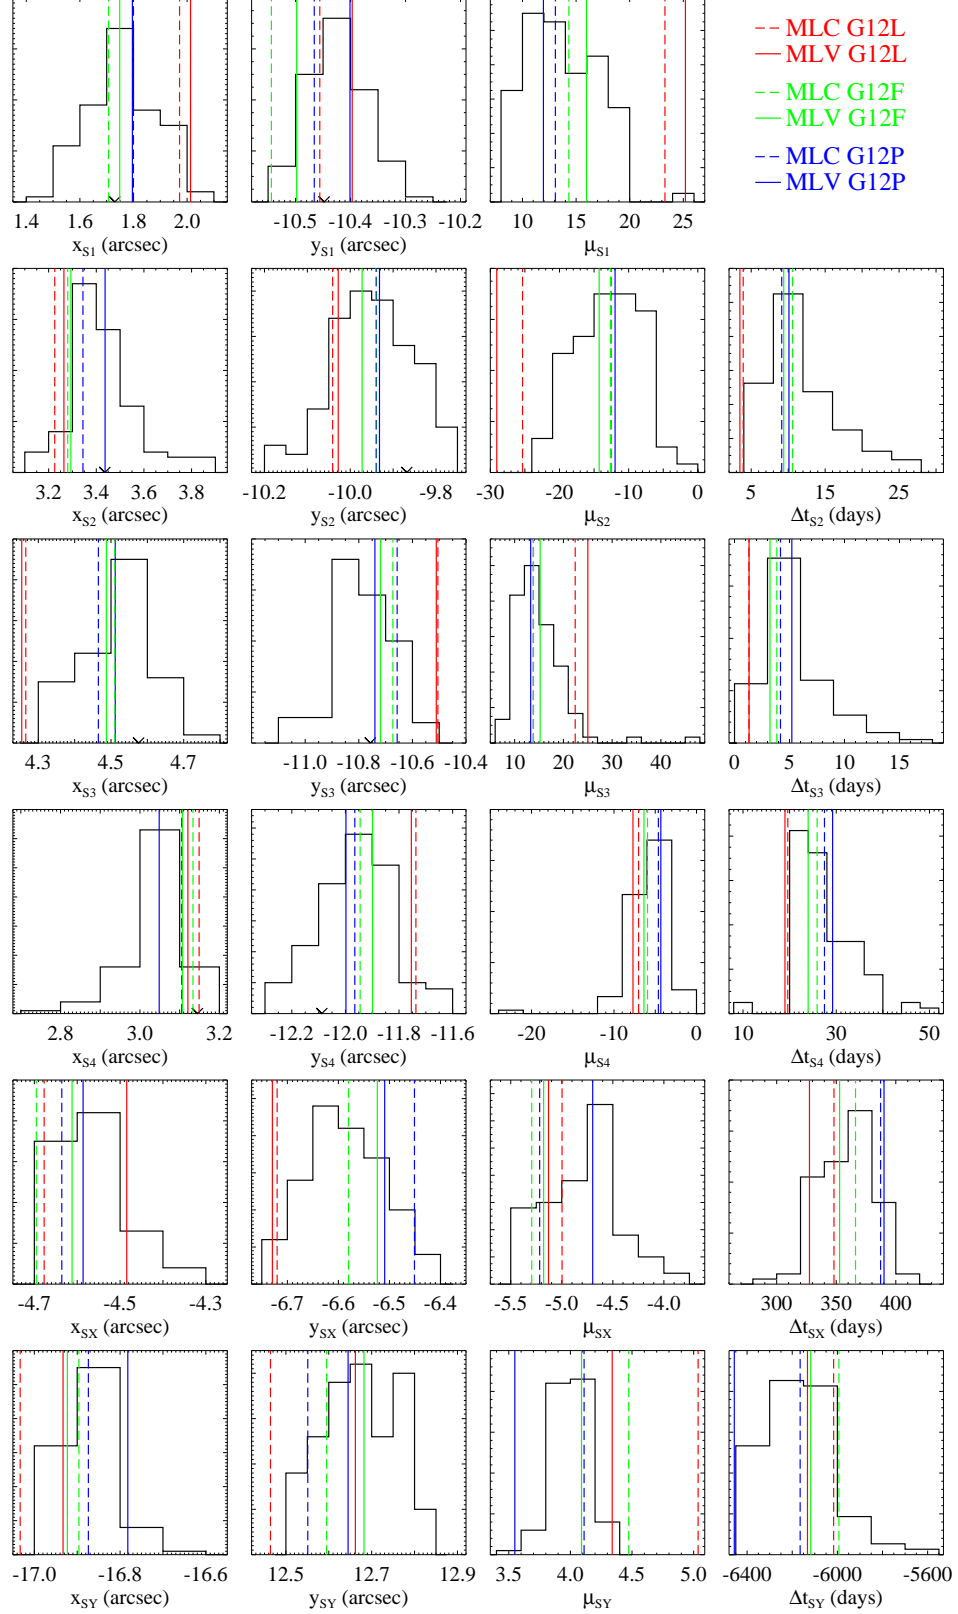 MLC G12L
MLV G12L
MLC G12F
MLV G12F
MLC G12P
MLV G12P
1.4 1.6 1.8 2.0
x_S1 (arcsec)
-10.5 -10.4 -10.3 -10.2
y_S1 (arcsec)
10 15 20 25
μ_S1
3.2 3.4 3.6 3.8
x_S2 (arcsec)
-10.2 -10.0 -9.8
y_S2 (arcsec)
-30 -20 -10 0
μ_S2
5 15 25
Δt_S2 (days)
4.3 4.5 4.7
x_S3 (arcsec)
-11.0 -10.8 -10.6 -10.4
y_S3 (arcsec)
10 20 30 40
μ_S3
0 5 10 15
Δt_S3 (days)
2.8 3.0 3.2
x_S4 (arcsec)
-12.2 -12.0 -11.8 -11.6
y_S4 (arcsec)
-20 -10 0
μ_S4
10 30 50
Δt_S4 (days)
-4.7 -4.5 -4.3
x_SX (arcsec)
-6.7 -6.6 -6.5 -6.4
y_SX (arcsec)
-5.5 -5.0 -4.5 -4.0
μ_SX
300 350 400
Δt_SX (days)
-17.0 -16.8 -16.6
x_SY (arcsec)
12.5 12.7 12.9
y_SY (arcsec)
3.5 4.0 4.5 5.0
μ_SY
-6400 -6000 -5600
Δt_SY (days)